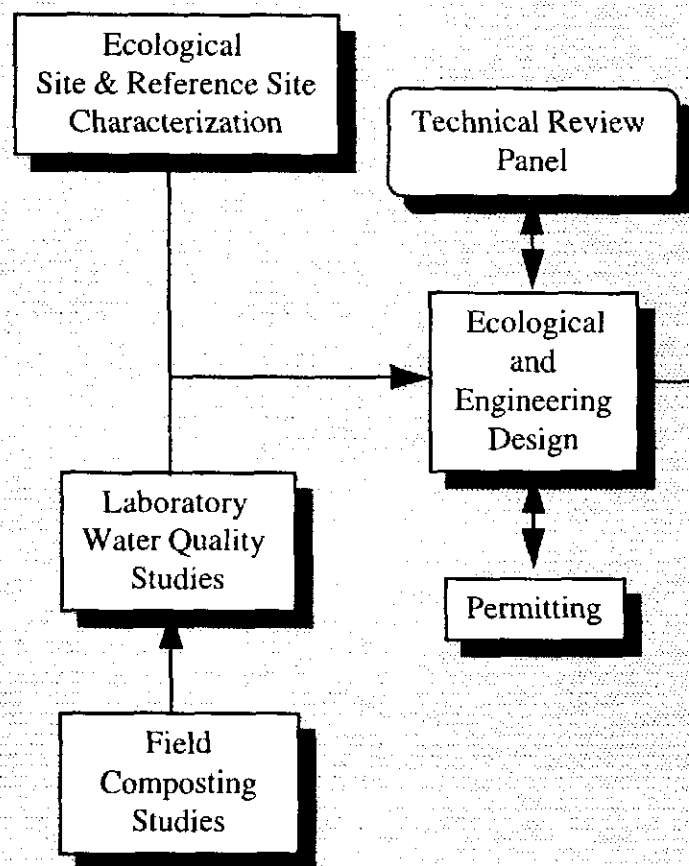 Ecological
Site & Reference Site
Characterization
Technical Review
Panel
Ecological
and
Engineering
Design
Laboratory
Water Quality
Studies
Permitting
Field
Composting
Studies